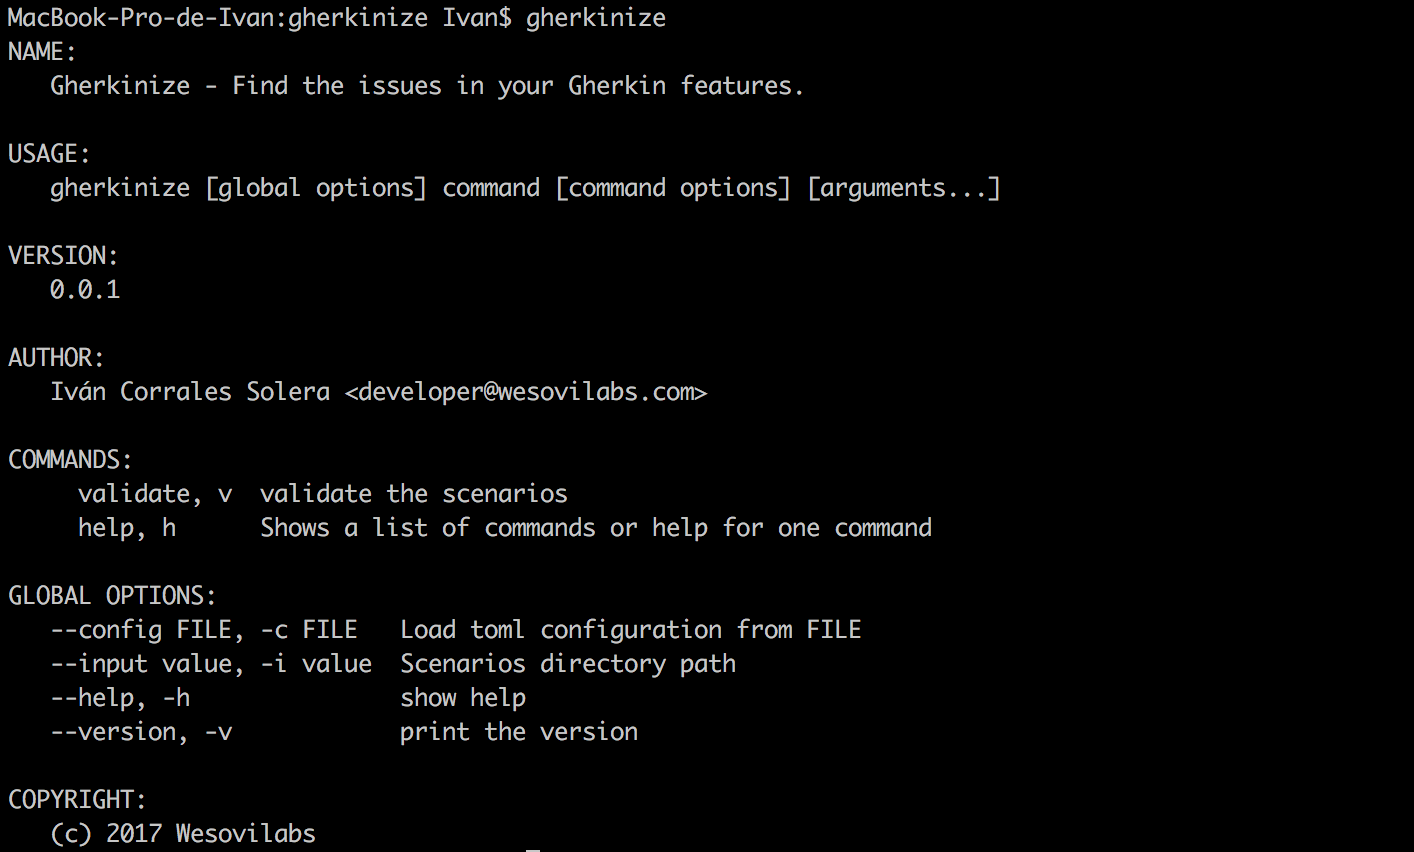 MacBook-Pro-de-Ivan:gherkinize Ivan$ gherkinize
NAME:
   Gherkinize - Find the issues in your Gherkin features.

USAGE:
   gherkinize [global options] command [command options] [arguments...]

VERSION:
   0.0.1

AUTHOR:
   Iván Corrales Solera <developer@wesovilabs.com>

COMMANDS:
     validate, v  validate the scenarios
     help, h      Shows a list of commands or help for one command

GLOBAL OPTIONS:
   --config FILE, -c FILE   Load toml configuration from FILE
   --input value, -i value  Scenarios directory path
   --help, -h               show help
   --version, -v            print the version

COPYRIGHT:
   (c) 2017 Wesovilabs